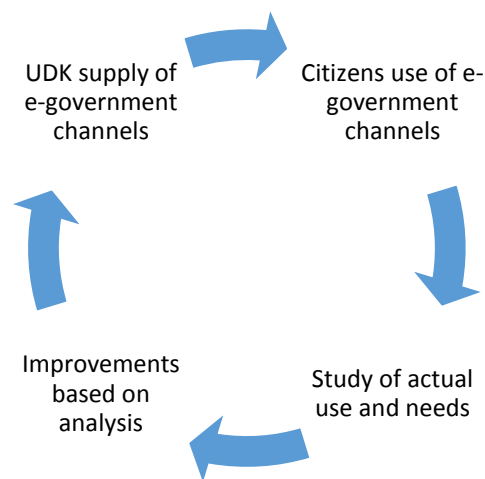 UDK supply of
e-government
channels
Citizens use of e-
government
channels
Study of actual
use and needs
Improvements
based on
analysis